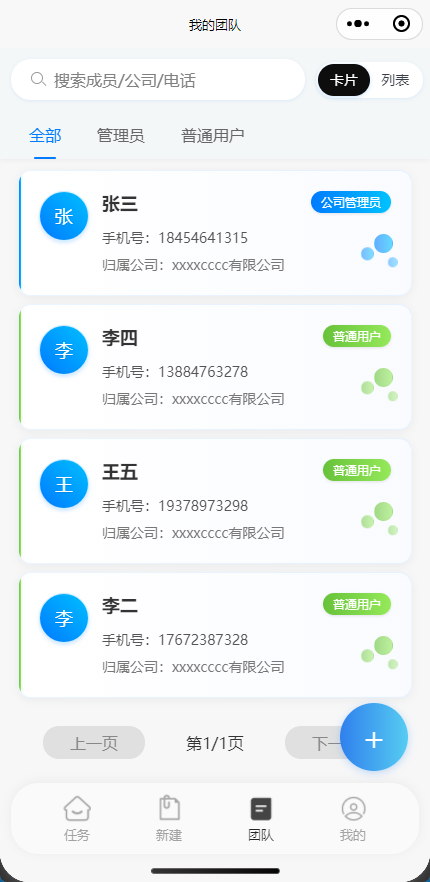 我的团队
搜索成员/公司/电话
卡片 列表
全部 管理员 普通用户
张 张三 公司管理员
手机号：18454641315
归属公司：xxxxcccc有限公司
李 李四 普通用户
手机号：13884763278
归属公司：xxxxcccc有限公司
王 王五 普通用户
手机号：19378973298
归属公司：xxxxcccc有限公司
李 李二 普通用户
手机号：17672387328
归属公司：xxxxcccc有限公司
上一页 第1/1页 下一
任务 新建 团队 我的